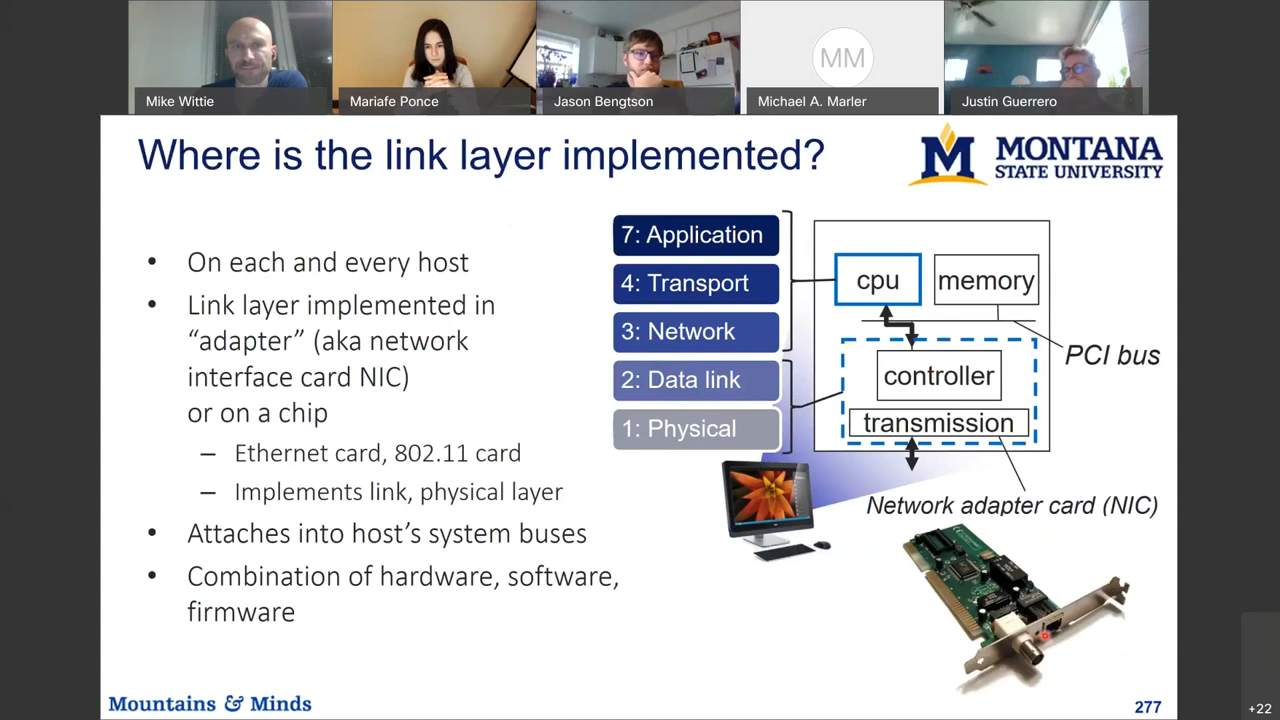 Mike Wittie
Mariafe Ponce
Jason Bengtson
MM
Michael A. Marler
Justin Guerrero
Where is the link layer implemented?
M
MONTANA
STATE UNIVERSITY
• On each and every host
• Link layer implemented in
“adapter” (aka network
interface card NIC)
or on a chip
– Ethernet card, 802.11 card
– Implements link, physical layer
• Attaches into host’s system buses
• Combination of hardware, software,
firmware
7: Application
4: Transport
3: Network
2: Data link
1: Physical
cpu
memory
PCI bus
controller
transmission
Network adapter card (NIC)
Mountains & Minds
277
+22